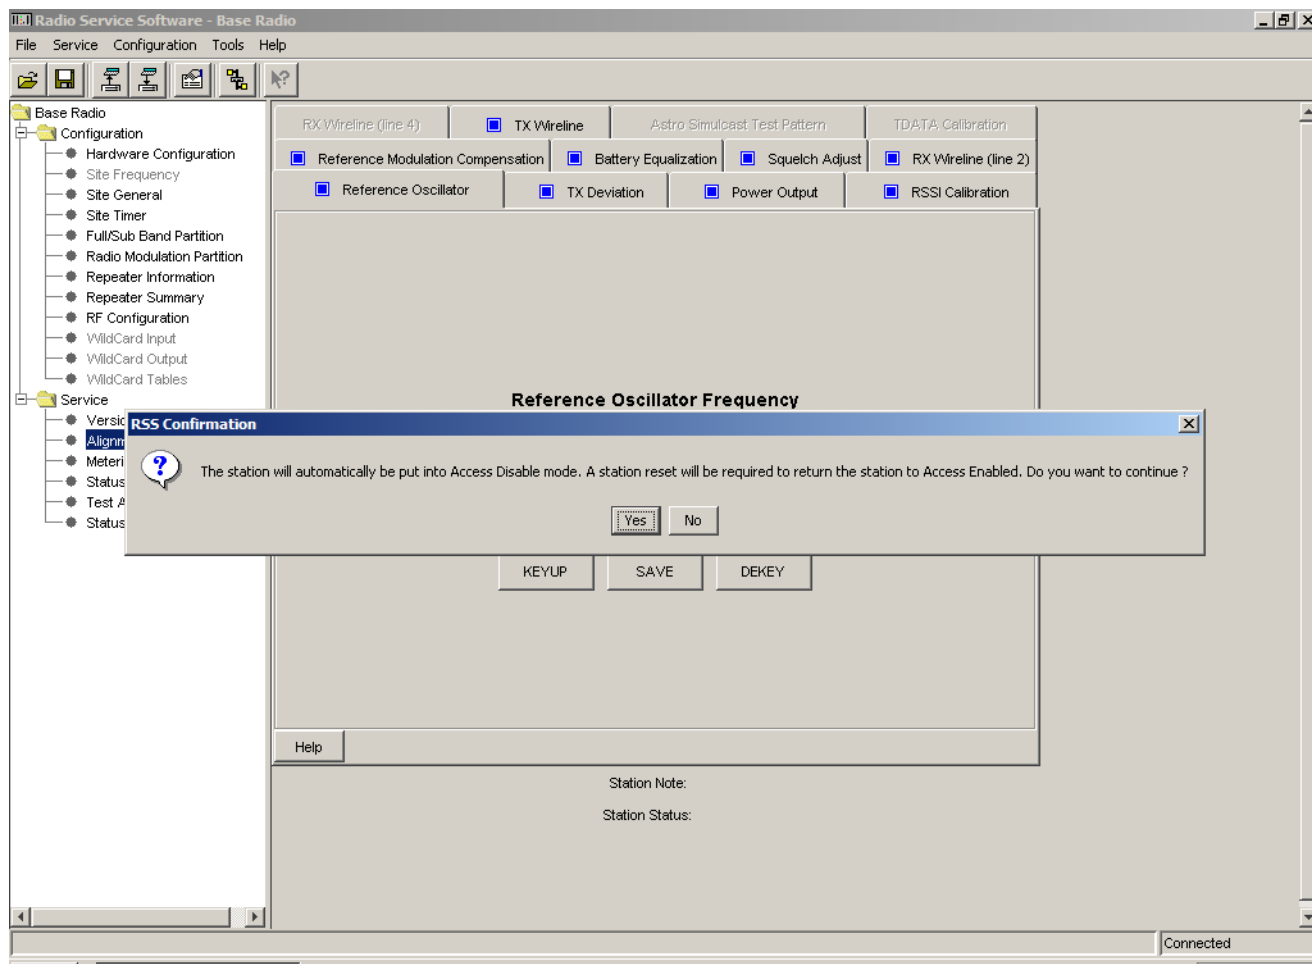 Radio Service Software - Base Radio
File Service Configuration Tools Help
Base Radio
Configuration
Hardware Configuration
Site Frequency
Site General
Site Timer
Full/Sub Band Partition
Radio Modulation Partition
Repeater Information
Repeater Summary
RF Configuration
WildCard Input
WildCard Output
WildCard Tables
Service
Versic
Alignm
Meteri
Status
Test A
Status
RX Wireline (line 4) TX Wireline Astro Simulcast Test Pattern TDATA Calibration
Reference Modulation Compensation Battery Equalization Squelch Adjust RX Wireline (line 2)
Reference Oscillator TX Deviation Power Output RSSI Calibration
Reference Oscillator Frequency
RSS Confirmation
The station will automatically be put into Access Disable mode. A station reset will be required to return the station to Access Enabled. Do you want to continue ?
Yes No
KEYUP SAVE DEKEY
Help
Station Note:
Station Status:
Connected